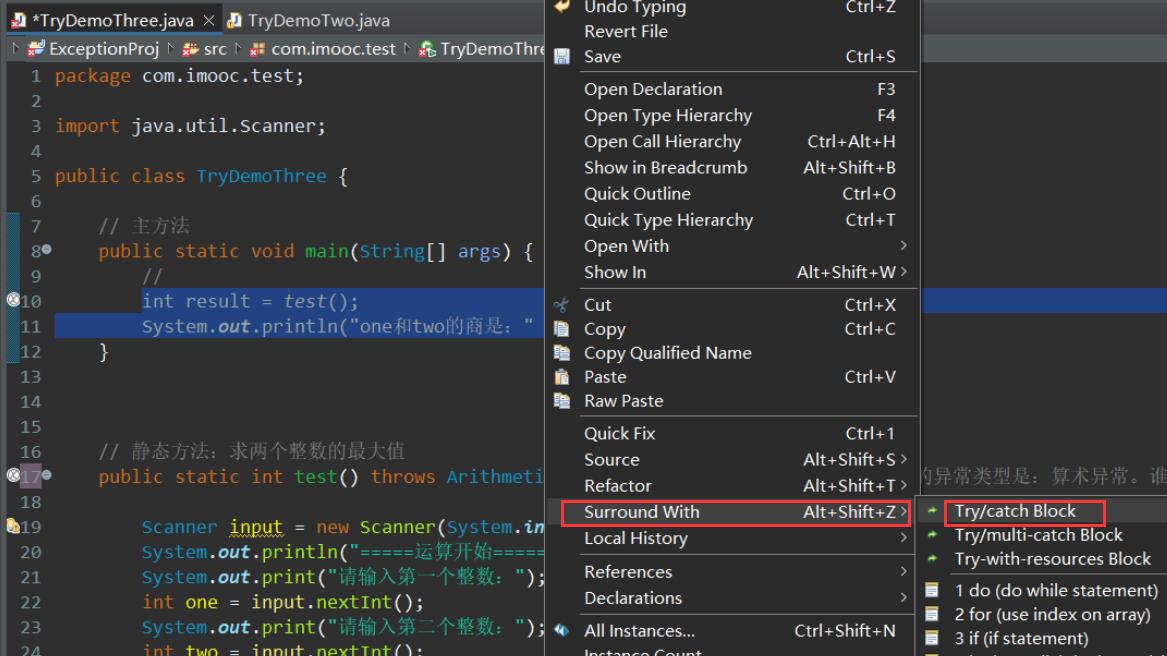 *TryDemoThree.java
TryDemoTwo.java
ExceptionProj src com.imooc.test TryDemoThre
1 package com.imooc.test;
2
3 import java.util.Scanner;
4
5 public class TryDemoThree {
6
7 // 主方法
8 public static void main(String[] args) {
9 //
10 int result = test();
11 System.out.println("one和two的商是："
12 }
13
14
15
16 // 静态方法：求两个整数的最大值
17 public static int test() throws Arithmeti
的异常类型是：算术异常。谁
18
19 Scanner input = new Scanner(System.in
20 System.out.println("=====运算开始=====
21 System.out.print("请输入第一个整数：");
22 int one = input.nextInt();
23 System.out.print("请输入第二个整数：");
24 int two = input.nextInt();
Undo Typing Ctrl+Z
Revert File
Save Ctrl+S
Open Declaration F3
Open Type Hierarchy F4
Open Call Hierarchy Ctrl+Alt+H
Show in Breadcrumb Alt+Shift+B
Quick Outline Ctrl+O
Quick Type Hierarchy Ctrl+T
Open With
Show In Alt+Shift+W
Cut Ctrl+X
Copy Ctrl+C
Copy Qualified Name
Paste Ctrl+V
Raw Paste
Quick Fix Ctrl+1
Source Alt+Shift+S
Refactor Alt+Shift+T
Surround With Alt+Shift+Z
Local History
References
Declarations
All Instances... Ctrl+Shift+N
Instance Count...
Try/catch Block
Try/multi-catch Block
Try-with-resources Block
1 do (do while statement)
2 for (use index on array)
3 if (if statement)